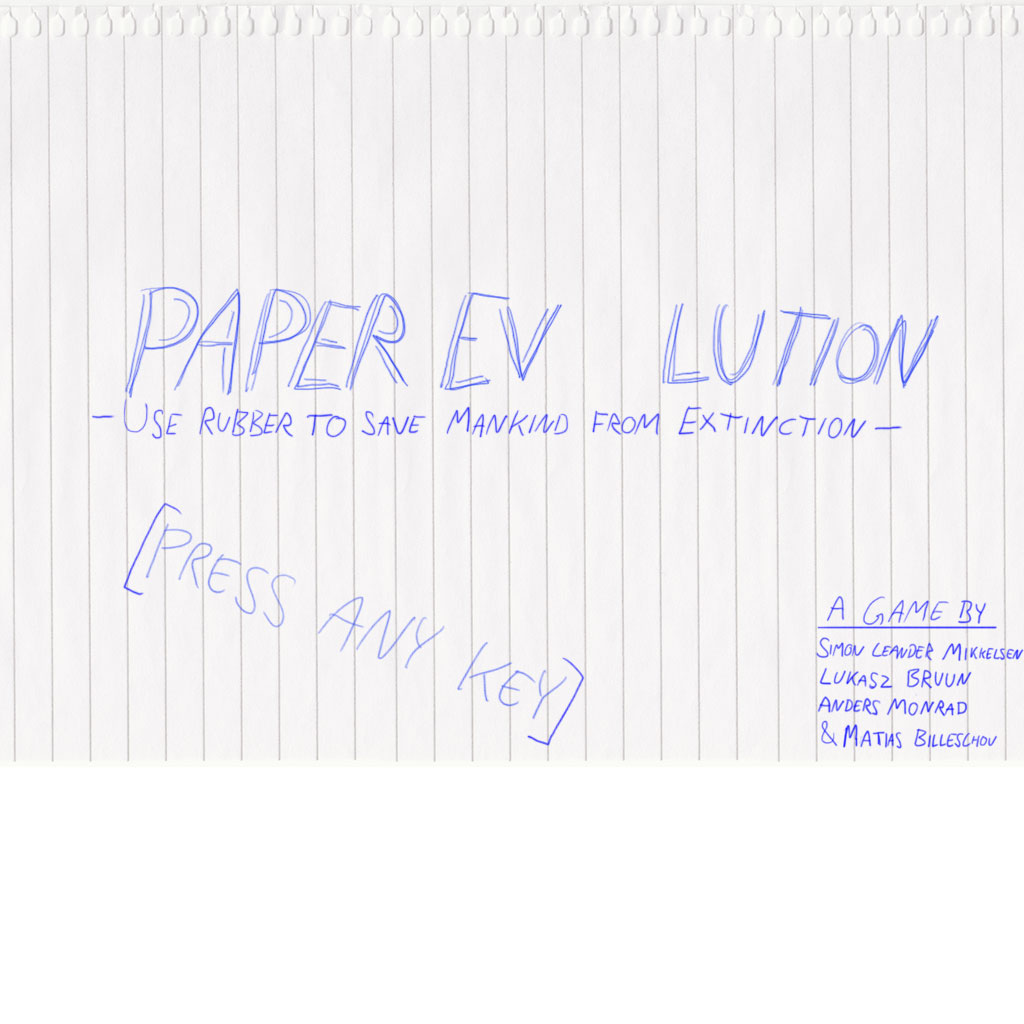 PAPER EV LUTION
- USE RUBBER TO SAVE MANKIND FROM EXTINCTION -
[PRESS ANY KEY]
A GAME BY
SIMON LEANDER MIKKELSEN
LUKASZ BRUUN
ANDERS MONRAD
& MATIAS BILLESCHOU